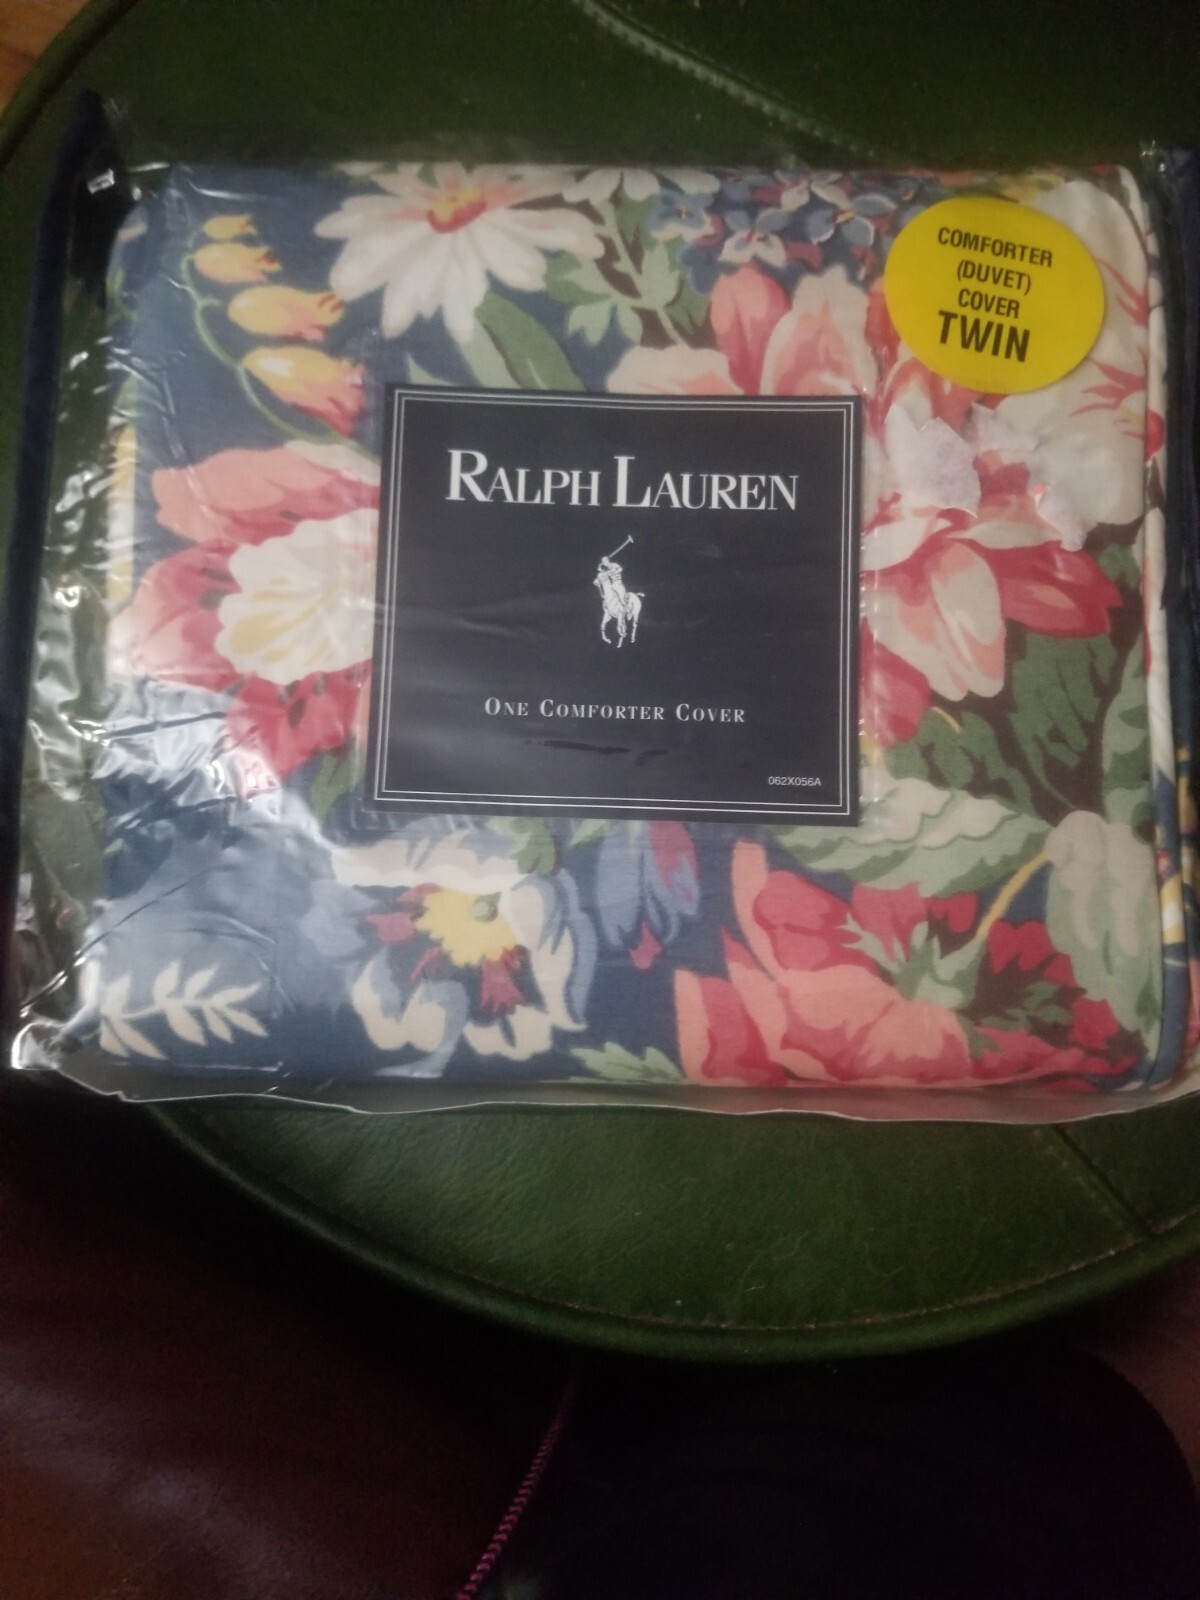 COMFORTER
(DUVET)
COVER
TWIN
RALPH LAUREN
ONE COMFORTER COVER
062X056A